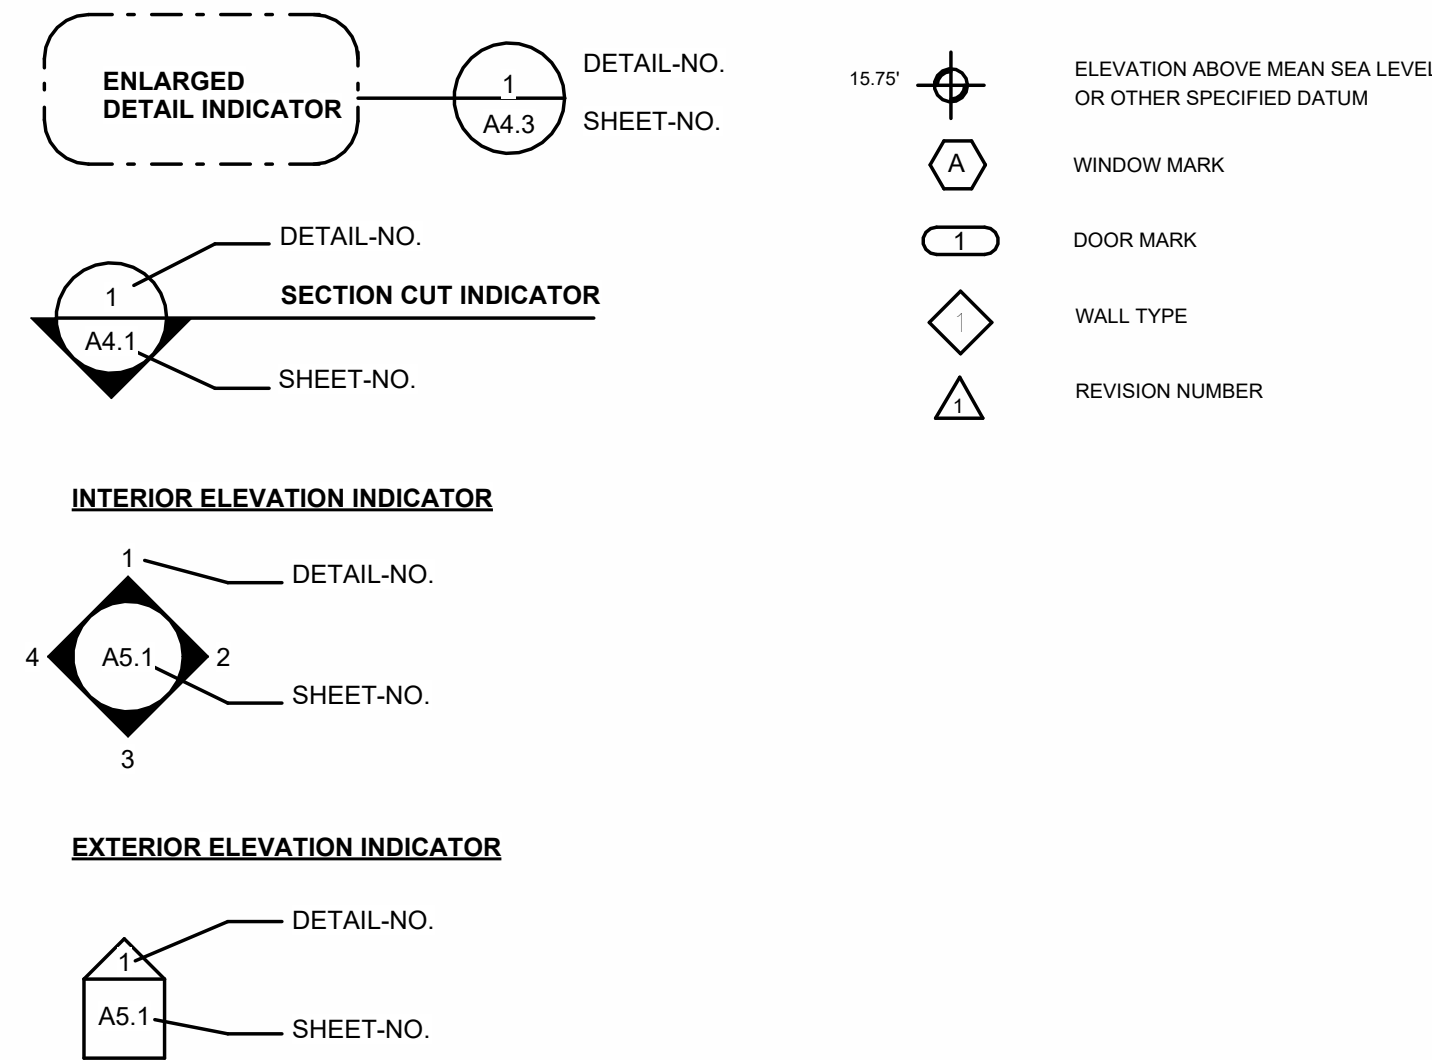 ENLARGED
DETAIL INDICATOR
1
A4.3
DETAIL-NO.
SHEET-NO.
DETAIL-NO.
1
SECTION CUT INDICATOR
A4.1
SHEET-NO.
INTERIOR ELEVATION INDICATOR
1
DETAIL-NO.
4
A5.1
2
SHEET-NO.
3
EXTERIOR ELEVATION INDICATOR
DETAIL-NO.
1
A5.1
SHEET-NO.
15.75'
ELEVATION ABOVE MEAN SEA LEVEL
OR OTHER SPECIFIED DATUM
A
WINDOW MARK
1
DOOR MARK
1
WALL TYPE
1
REVISION NUMBER